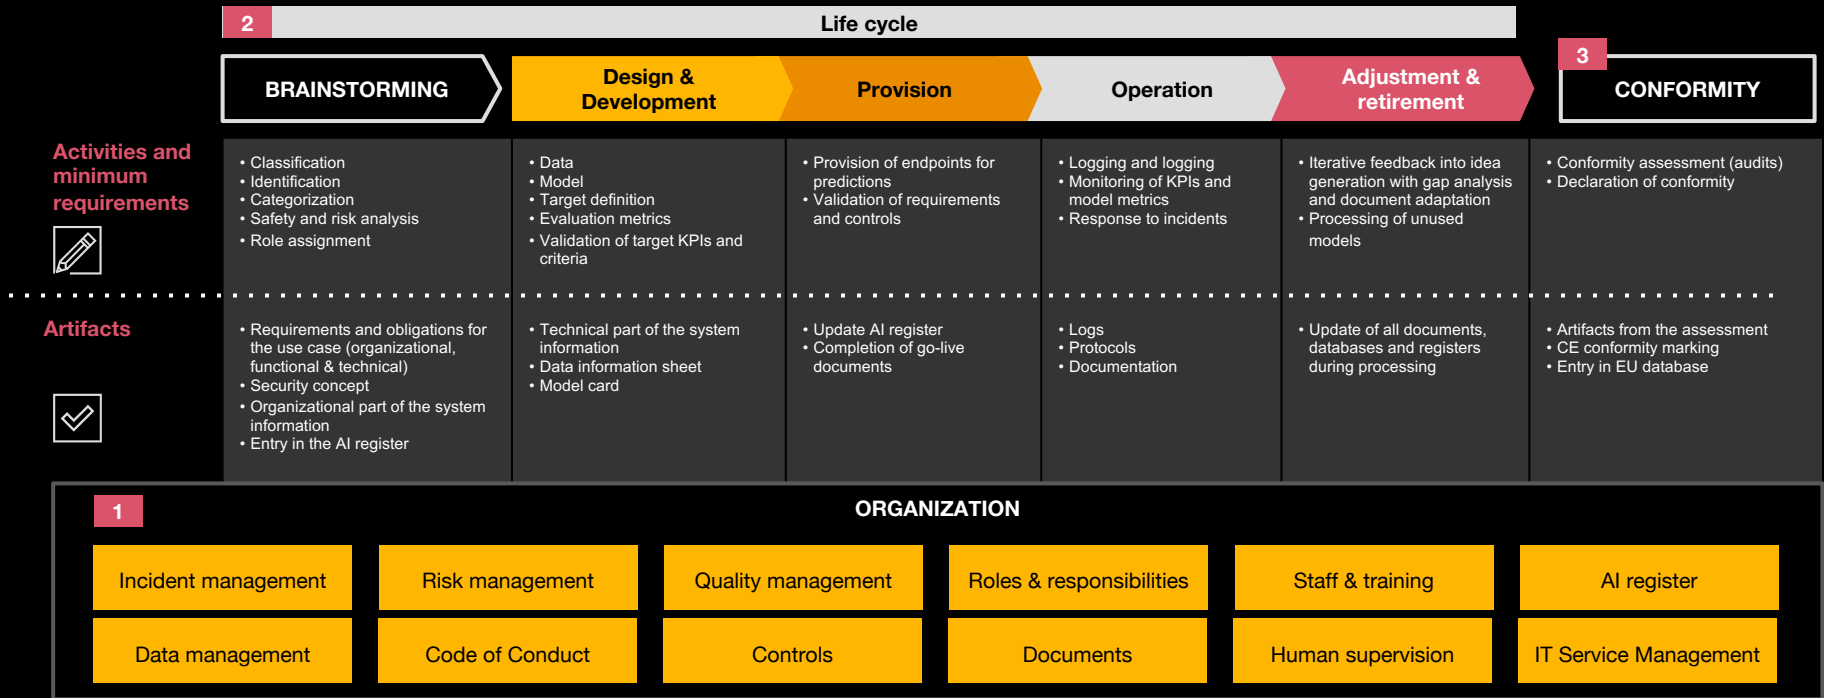 2
Life cycle
BRAINSTORMING
Design &
Development
Provision
Operation
Adjustment &
retirement
3
CONFORMITY
Activities and
minimum
requirements
• Classification
• Identification
• Categorization
• Safety and risk analysis
• Role assignment
• Data
• Model
• Target definition
• Evaluation metrics
• Validation of target KPIs and
criteria
• Provision of endpoints for
predictions
• Validation of requirements
and controls
• Logging and logging
• Monitoring of KPIs and
model metrics
• Response to incidents
• Iterative feedback into idea
generation with gap analysis
and document adaptation
• Processing of unused
models
• Conformity assessment (audits)
• Declaration of conformity
Artifacts
• Requirements and obligations for
the use case (organizational,
functional & technical)
• Security concept
• Organizational part of the system
information
• Entry in the AI register
• Technical part of the system
information
• Data information sheet
• Model card
• Update AI register
• Completion of go-live
documents
• Logs
• Protocols
• Documentation
• Update of all documents,
databases and registers
during processing
• Artifacts from the assessment
• CE conformity marking
• Entry in EU database
1
ORGANIZATION
Incident management
Risk management
Quality management
Roles & responsibilities
Staff & training
AI register
Data management
Code of Conduct
Controls
Documents
Human supervision
IT Service Management